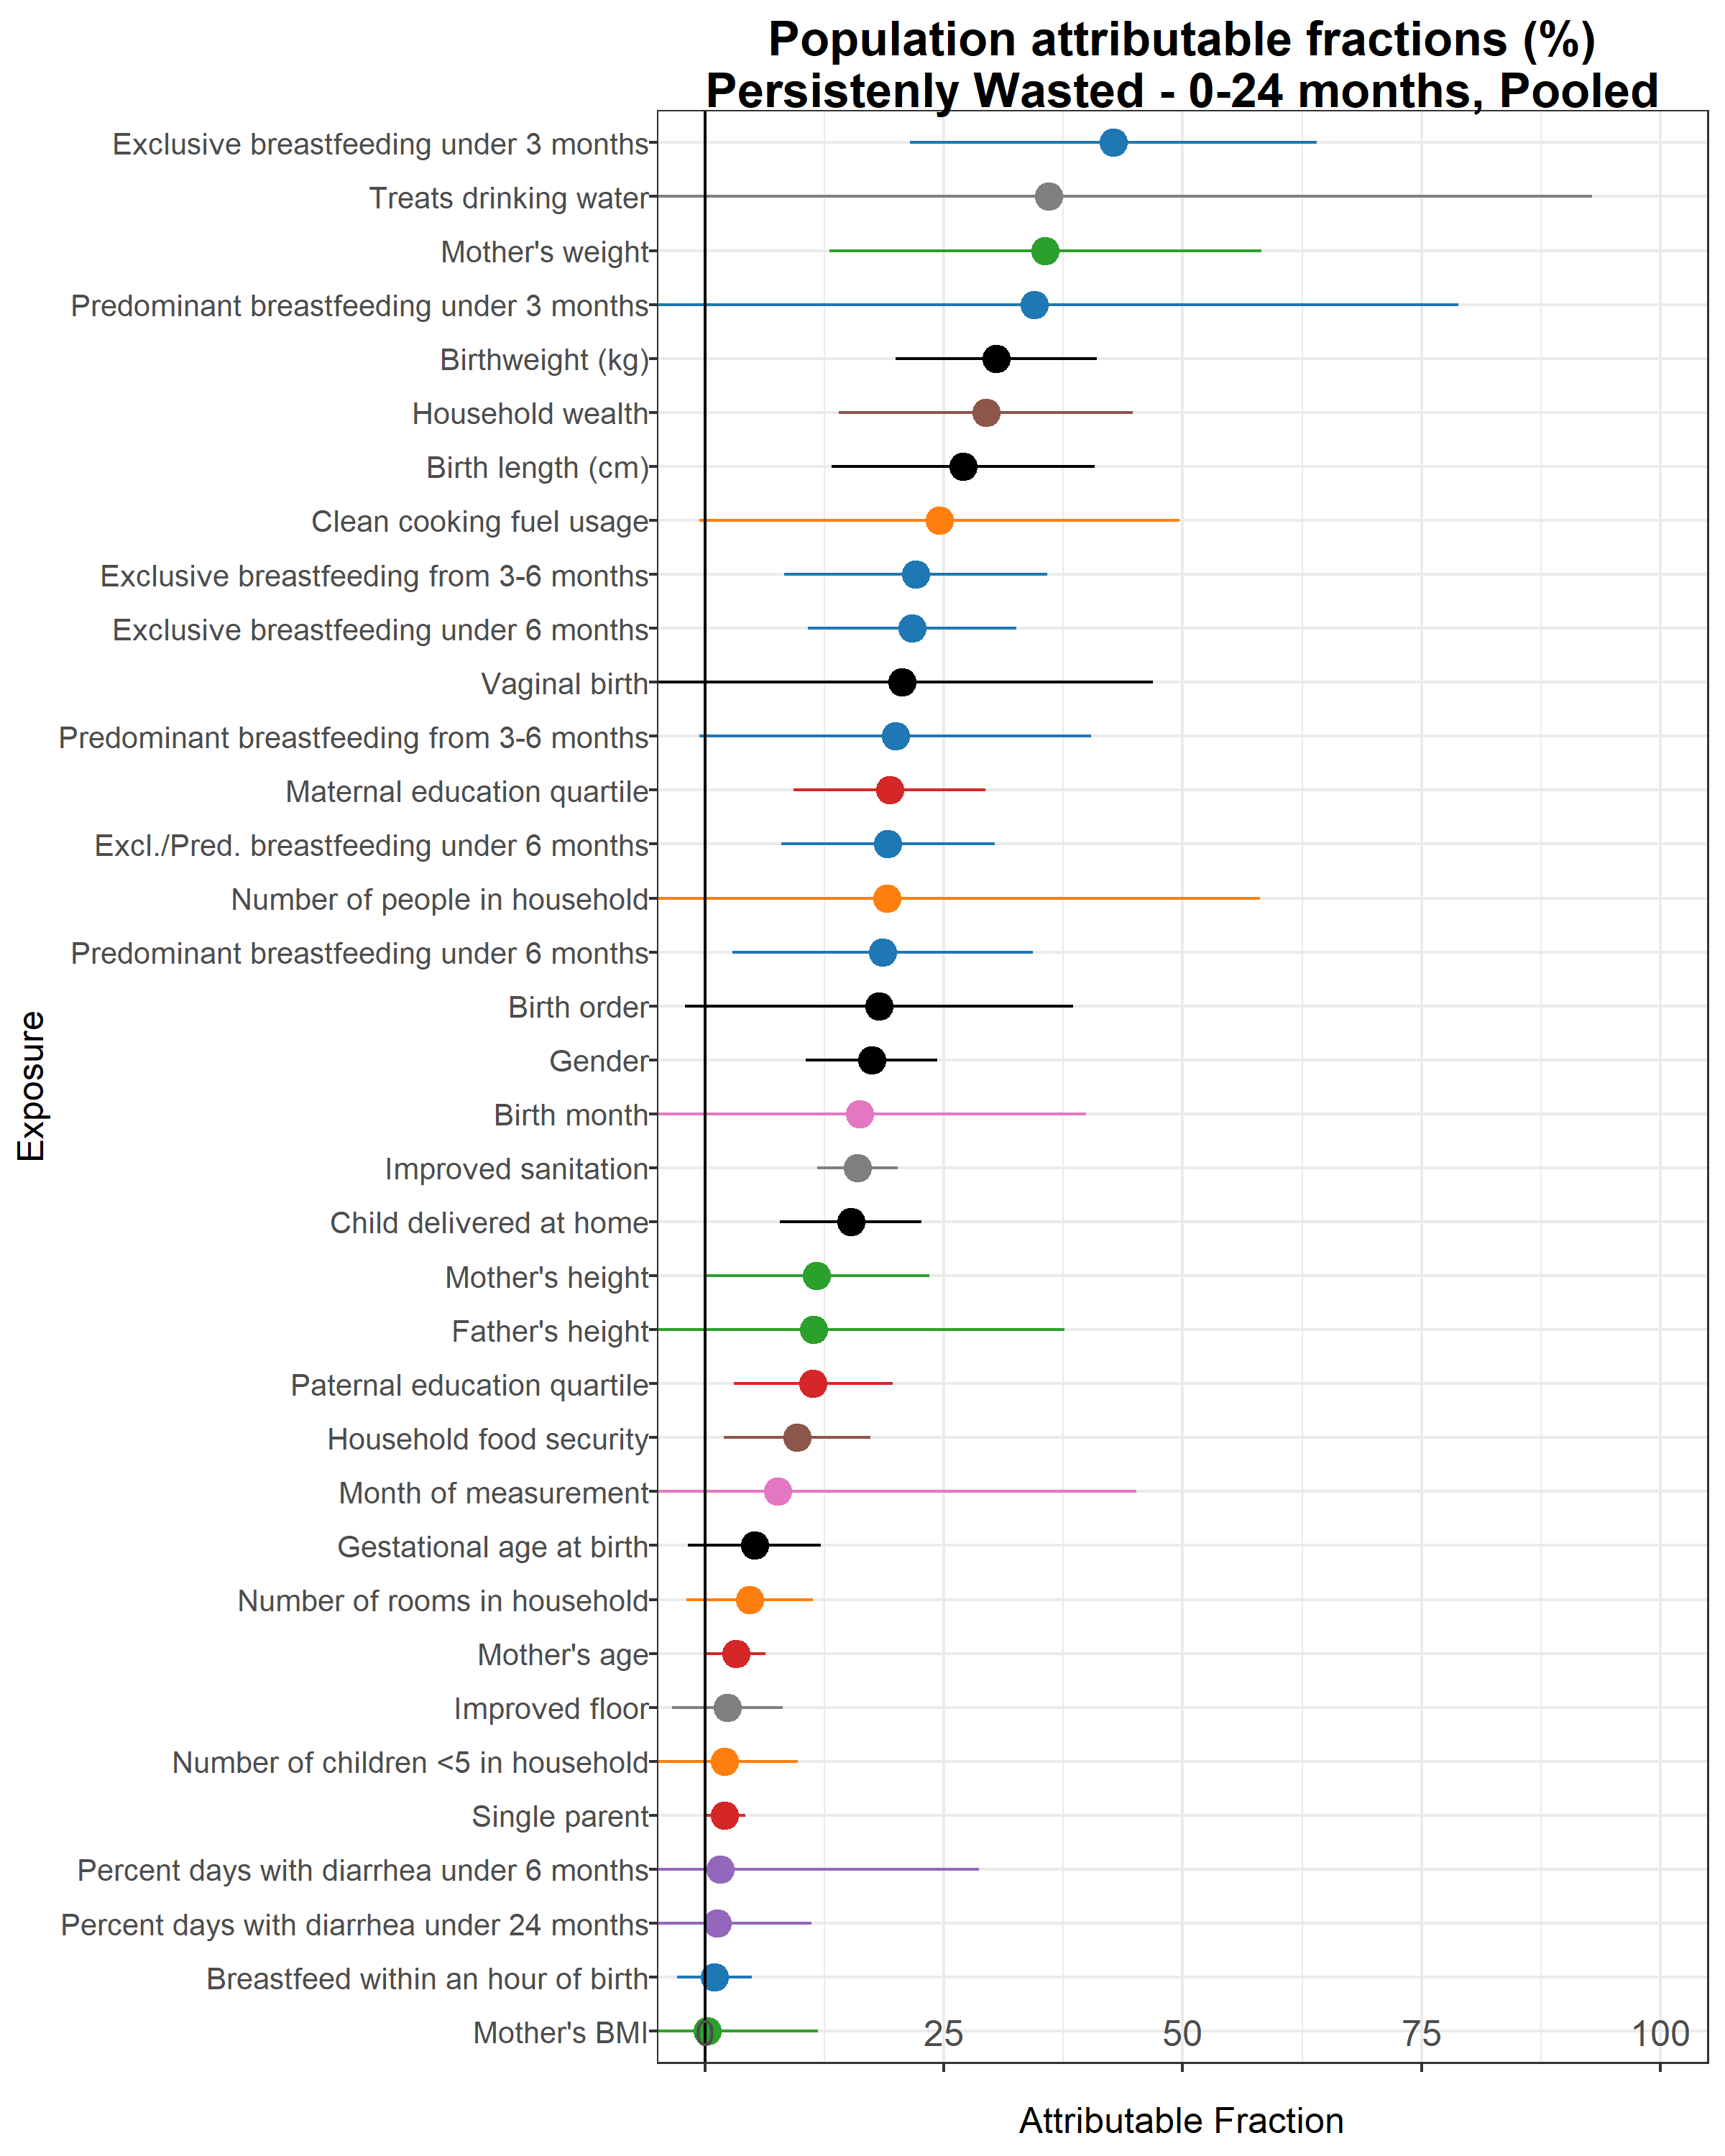 Population attributable fractions (%)
Persistenly Wasted - 0-24 months, Pooled
Exclusive breastfeeding under 3 months
Treats drinking water
Mother's weight
Predominant breastfeeding under 3 months
Birthweight (kg)
Household wealth
Birth length (cm)
Clean cooking fuel usage
Exclusive breastfeeding from 3-6 months
Exclusive breastfeeding under 6 months
Vaginal birth
Predominant breastfeeding from 3-6 months
Maternal education quartile
Excl./Pred. breastfeeding under 6 months
Number of people in household
Predominant breastfeeding under 6 months
Birth order
Gender
Birth month
Improved sanitation
Child delivered at home
Mother's height
Father's height
Paternal education quartile
Household food security
Month of measurement
Gestational age at birth
Number of rooms in household
Mother's age
Improved floor
Number of children <5 in household
Single parent
Percent days with diarrhea under 6 months
Percent days with diarrhea under 24 months
Breastfeed within an hour of birth
Mother's BMI
Exposure
0 25 50 75 100
Attributable Fraction